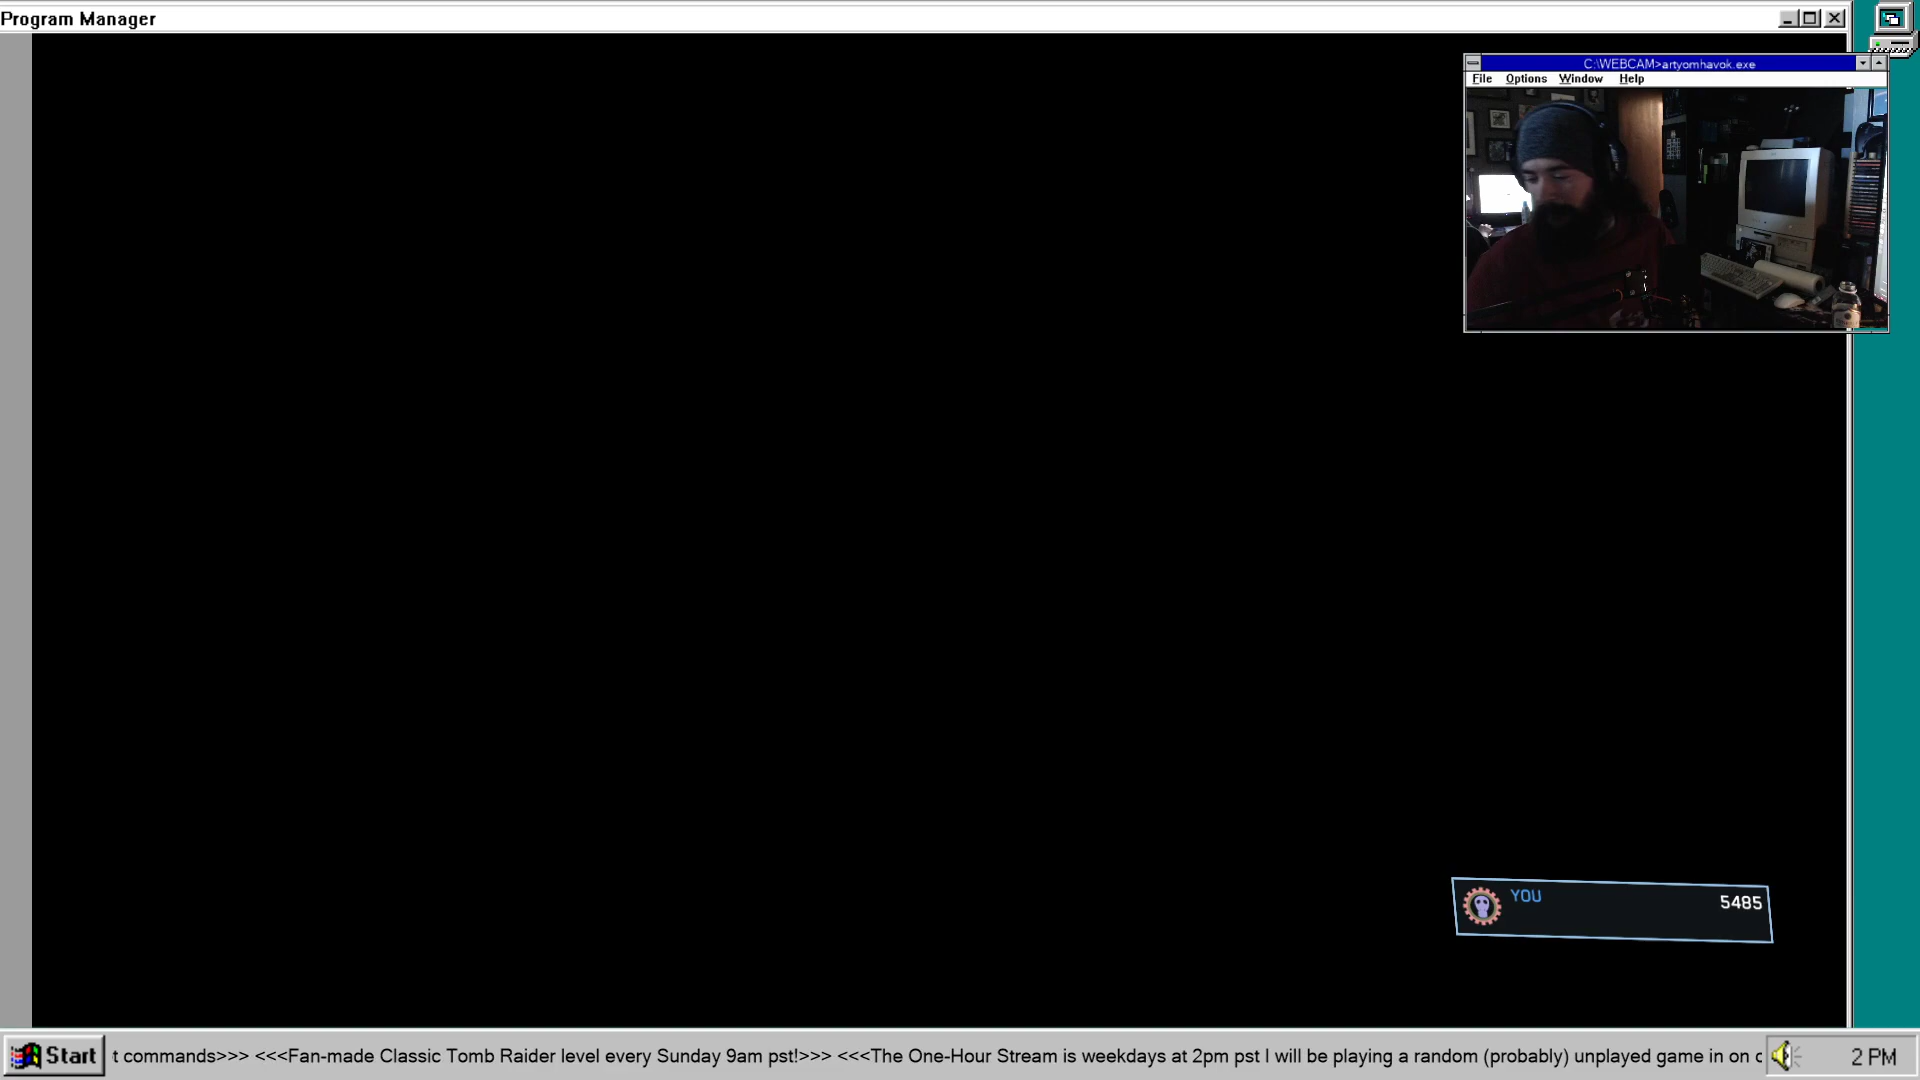 Program Manager
C:\WEBCAM>artyomhavok.exe
File Options Window Help
YOU 5485
Start
t commands>>> <<<Fan-made Classic Tomb Raider level every Sunday 9am pst!>>> <<<The One-Hour Stream is weekdays at 2pm pst I will be playing a random (probably) unplayed game in on
2 PM